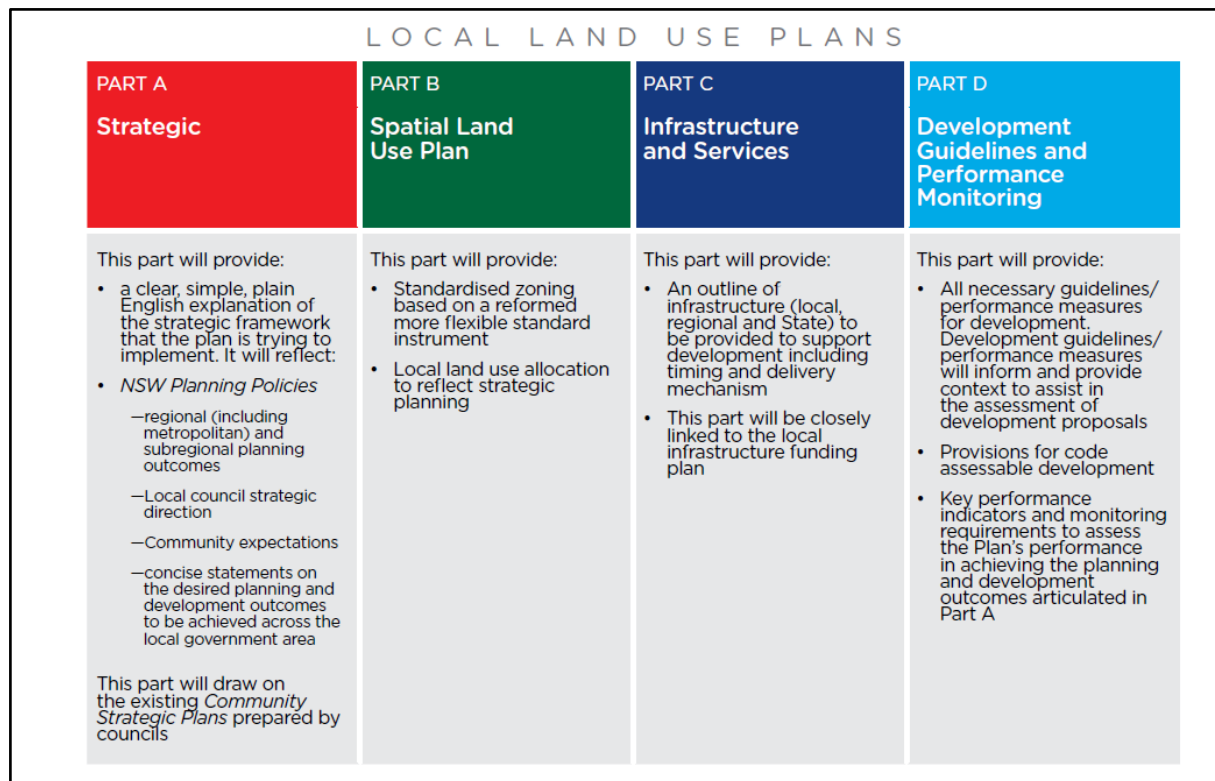 LOCAL LAND USE PLANS
PART A
Strategic
This part will provide:
• a clear, simple, plain
English explanation of
the strategic framework
that the plan is trying to
implement. It will reflect:
• NSW Planning Policies
—regional (including
metropolitan) and
subregional planning
outcomes
—Local council strategic
direction
—Community expectations
—concise statements on
the desired planning and
development outcomes
to be achieved across the
local government area
This part will draw on
the existing Community
Strategic Plans prepared by
councils
PART B
Spatial Land
Use Plan
This part will provide:
• Standardised zoning
based on a reformed
more flexible standard
instrument
• Local land use allocation
to reflect strategic
planning
PART C
Infrastructure
and Services
This part will provide:
• An outline of
infrastructure (local,
regional and State) to
be provided to support
development including
timing and delivery
mechanism
• This part will be closely
linked to the local
infrastructure funding
plan
PART D
Development
Guidelines and
Performance
Monitoring
This part will provide:
• All necessary guidelines/
performance measures
for development.
Development guidelines/
performance measures
will inform and provide
context to assist in
the assessment of
development proposals
• Provisions for code
assessable development
• Key performance
indicators and monitoring
requirements to assess
the Plan's performance
in achieving the planning
and development
outcomes articulated in
Part A